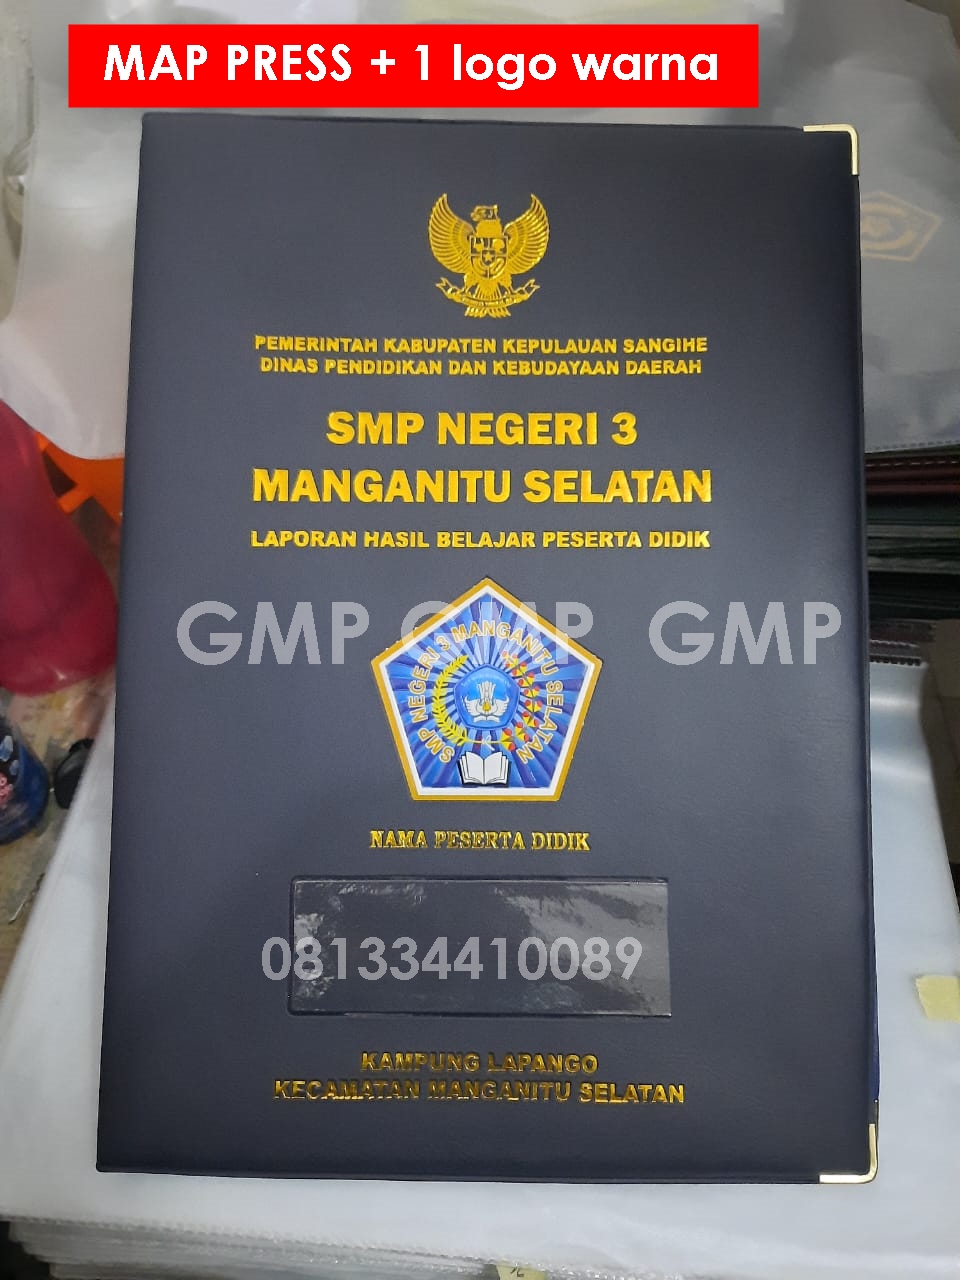 MAP PRESS + 1 logo warna
PEMERINTAH KABUPATEN KEPULAUAN SANGIHE
DINAS PENDIDIKAN DAN KEBUDAYAAN DAERAH
SMP NEGERI 3
MANGANITU SELATAN
LAPORAN HASIL BELAJAR PESERTA DIDIK
GMP GMP GMP
SMP NEGERI 3 MANGANITU SELATAN
NAMA PESERTA DIDIK
081334410089
KAMPUNG LAPANGO
KECAMATAN MANGANITU SELATAN